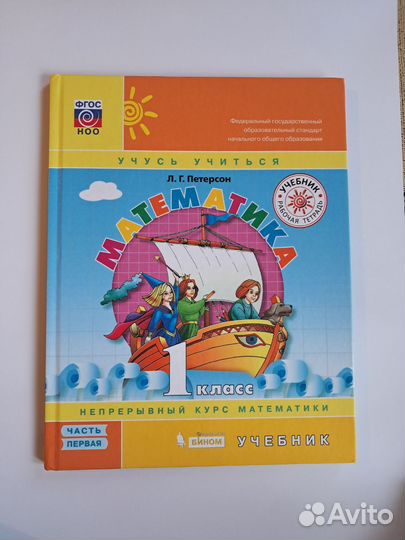 ФГОС
НОО
Федеральный государственный
образовательный стандарт
начального общего образования
УЧУСЬ УЧИТЬСЯ
Л. Г. Петерсон
МАТЕМАТИКА
УЧЕБНИК
РАБОЧАЯ ТЕТРАДЬ
1 класс
НЕПРЕРЫВНЫЙ КУРС МАТЕМАТИКИ
ЧАСТЬ
ПЕРВАЯ
БИНОМ
УЧЕБНИК
Avito